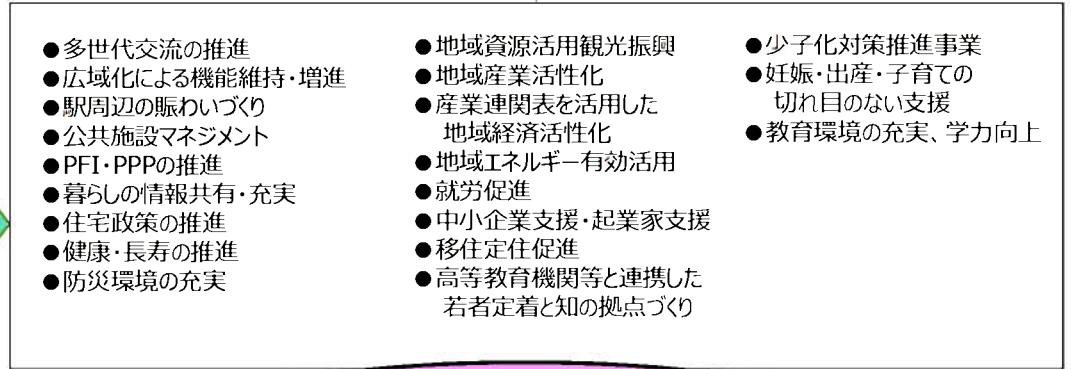 ●多世代交流の推進
●広域化による機能維持・増進
●駅周辺の賑わいづくり
●公共施設マネジメント
●PFI・PPPの推進
●暮らしの情報共有・充実
●住宅政策の推進
●健康・長寿の推進
●防災環境の充実
●地域資源活用観光振興
●地域産業活性化
●産業連関表を活用した
地域経済活性化
●地域エネルギー有効活用
●就労促進
●中小企業支援・起業家支援
●移住定住促進
●高等教育機関等と連携した
若者定着と知の拠点づくり
●少子化対策推進事業
●妊娠・出産・子育ての
切れ目のない支援
●教育環境の充実、学力向上